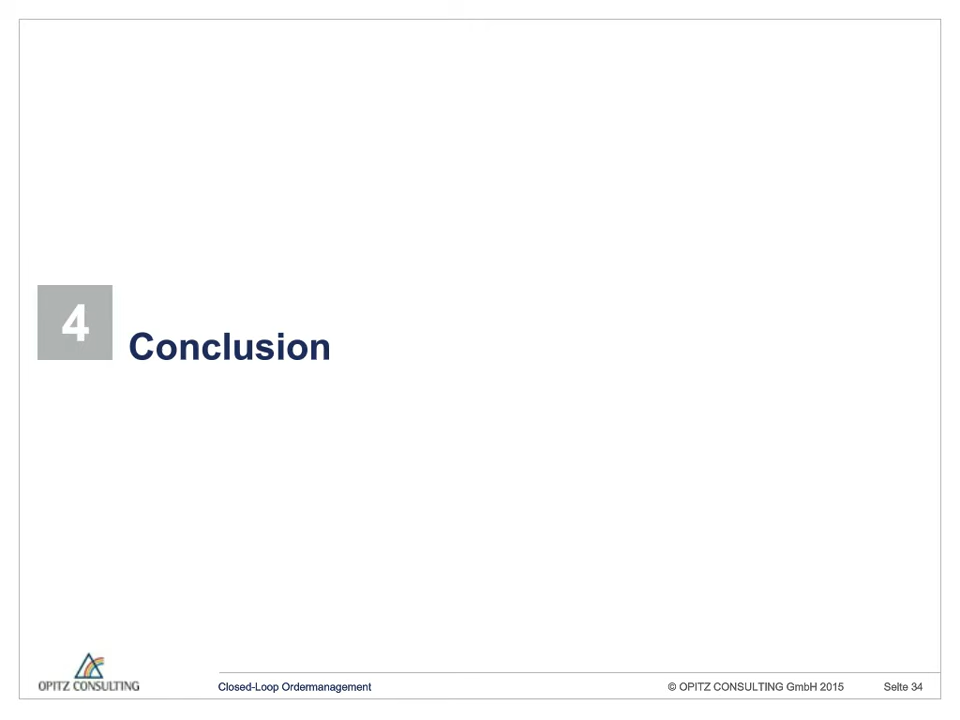 4
Conclusion
OPITZ CONSULTING
Closed-Loop Ordermanagement
© OPITZ CONSULTING GmbH 2015
Seite 34